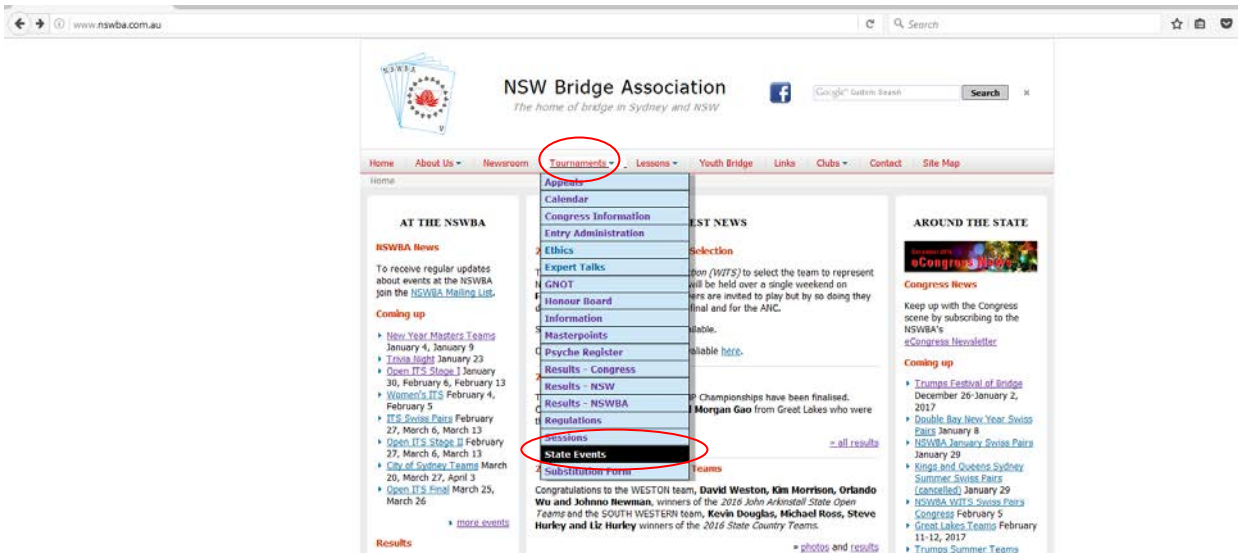 www.nswba.com.au
Search
NSWBA
NSW Bridge Association
The home of bridge in Sydney and NSW
Google™ Custom Search
Search
×
Home
About Us
Newsroom
Tournaments
Lessons
Youth Bridge
Links
Clubs
Contact
Site Map
Home
AT THE NSWBA
NSWBA News
To receive regular updates
about events at the NSWBA
join the NSWBA Mailing List.
Coming up
New Year Masters Teams
January 4, January 9
Trivia Night January 23
Open ITS Stage I January
30, February 6, February 13
Women's ITS February 4,
February 5
ITS Swiss Pairs February
27, March 6, March 13
Open ITS Stage II February
27, March 6, March 13
City of Sydney Teams March
20, March 27, April 3
Open ITS Final March 25,
March 26
more events
Results
Appeals
Calendar
Congress Information
Entry Administration
Ethics
Expert Talks
GNOT
Honour Board
Information
Masterpoints
Psyche Register
Results - Congress
Results - NSW
Results - NSWBA
Regulations
Sessions
State Events
Substitution Form
EST NEWS
Selection
(WITS) to select the team to represent
will be held over a single weekend on
ers are invited to play but by so doing they
final and for the ANC.
ilable.
vailable here.
P Championships have been finalised.
Morgan Gao from Great Lakes who were
all results
Teams
Congratulations to the WESTON team, David Weston, Kim Morrison, Orlando
Wu and Johnno Newman, winners of the 2016 John Arkinstall State Open
Teams and the SOUTH WESTERN team, Kevin Douglas, Michael Ross, Steve
Hurley and Liz Hurley winners of the 2016 State Country Teams.
photos and results
AROUND THE STATE
eCongress News
Congress News
Keep up with the Congress
scene by subscribing to the
NSWBA's
eCongress Newsletter
Coming up
Trumps Festival of Bridge
December 26-January 2,
2017
Double Bay New Year Swiss
Pairs January 8
NSWBA January Swiss Pairs
January 29
Kings and Queens Sydney
Summer Swiss Pairs
(cancelled) January 29
NSWBA WITS Swiss Pairs
Congress February 5
Great Lakes Teams February
11-12, 2017
Trumps Summer Teams